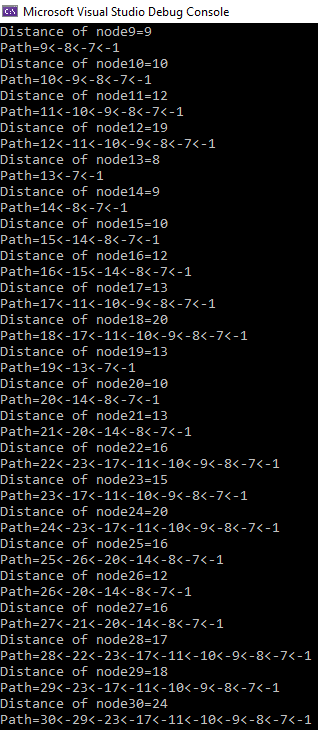 Microsoft Visual Studio Debug Console
Distance of node9=9
Path=9<-8<-7<-1
Distance of node10=10
Path=10<-9<-8<-7<-1
Distance of node11=12
Path=11<-10<-9<-8<-7<-1
Distance of node12=19
Path=12<-11<-10<-9<-8<-7<-1
Distance of node13=8
Path=13<-7<-1
Distance of node14=9
Path=14<-8<-7<-1
Distance of node15=10
Path=15<-14<-8<-7<-1
Distance of node16=12
Path=16<-15<-14<-8<-7<-1
Distance of node17=13
Path=17<-11<-10<-9<-8<-7<-1
Distance of node18=20
Path=18<-17<-11<-10<-9<-8<-7<-1
Distance of node19=13
Path=19<-13<-7<-1
Distance of node20=10
Path=20<-14<-8<-7<-1
Distance of node21=13
Path=21<-20<-14<-8<-7<-1
Distance of node22=16
Path=22<-23<-17<-11<-10<-9<-8<-7<-1
Distance of node23=15
Path=23<-17<-11<-10<-9<-8<-7<-1
Distance of node24=20
Path=24<-23<-17<-11<-10<-9<-8<-7<-1
Distance of node25=16
Path=25<-26<-20<-14<-8<-7<-1
Distance of node26=12
Path=26<-20<-14<-8<-7<-1
Distance of node27=16
Path=27<-21<-20<-14<-8<-7<-1
Distance of node28=17
Path=28<-22<-23<-17<-11<-10<-9<-8<-7<-1
Distance of node29=18
Path=29<-23<-17<-11<-10<-9<-8<-7<-1
Distance of node30=24
Path=30<-29<-23<-17<-11<-10<-9<-8<-7<-1